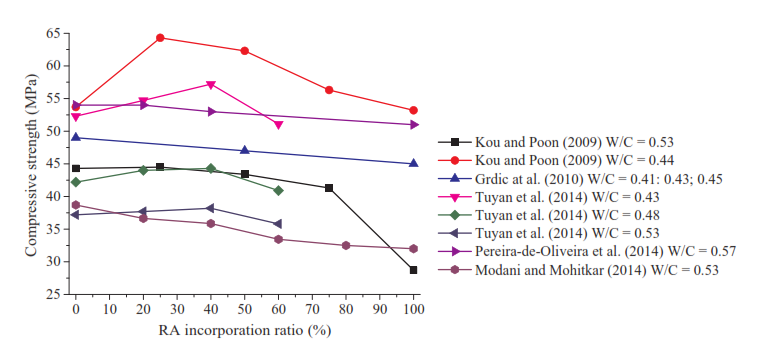 65
60
55
50
45
40
35
30
25
Compressive strength (MPa)
0 10 20 30 40 50 60 70 80 90 100
RA incorporation ratio (%)
Kou and Poon (2009) W/C = 0.53
Kou and Poon (2009) W/C = 0.44
Grdic at al. (2010) W/C = 0.41: 0.43; 0.45
Tuyan et al. (2014) W/C = 0.43
Tuyan et al. (2014) W/C = 0.48
Tuyan et al. (2014) W/C = 0.53
Pereira-de-Oliveira et al. (2014) W/C = 0.57
Modani and Mohitkar (2014) W/C = 0.53